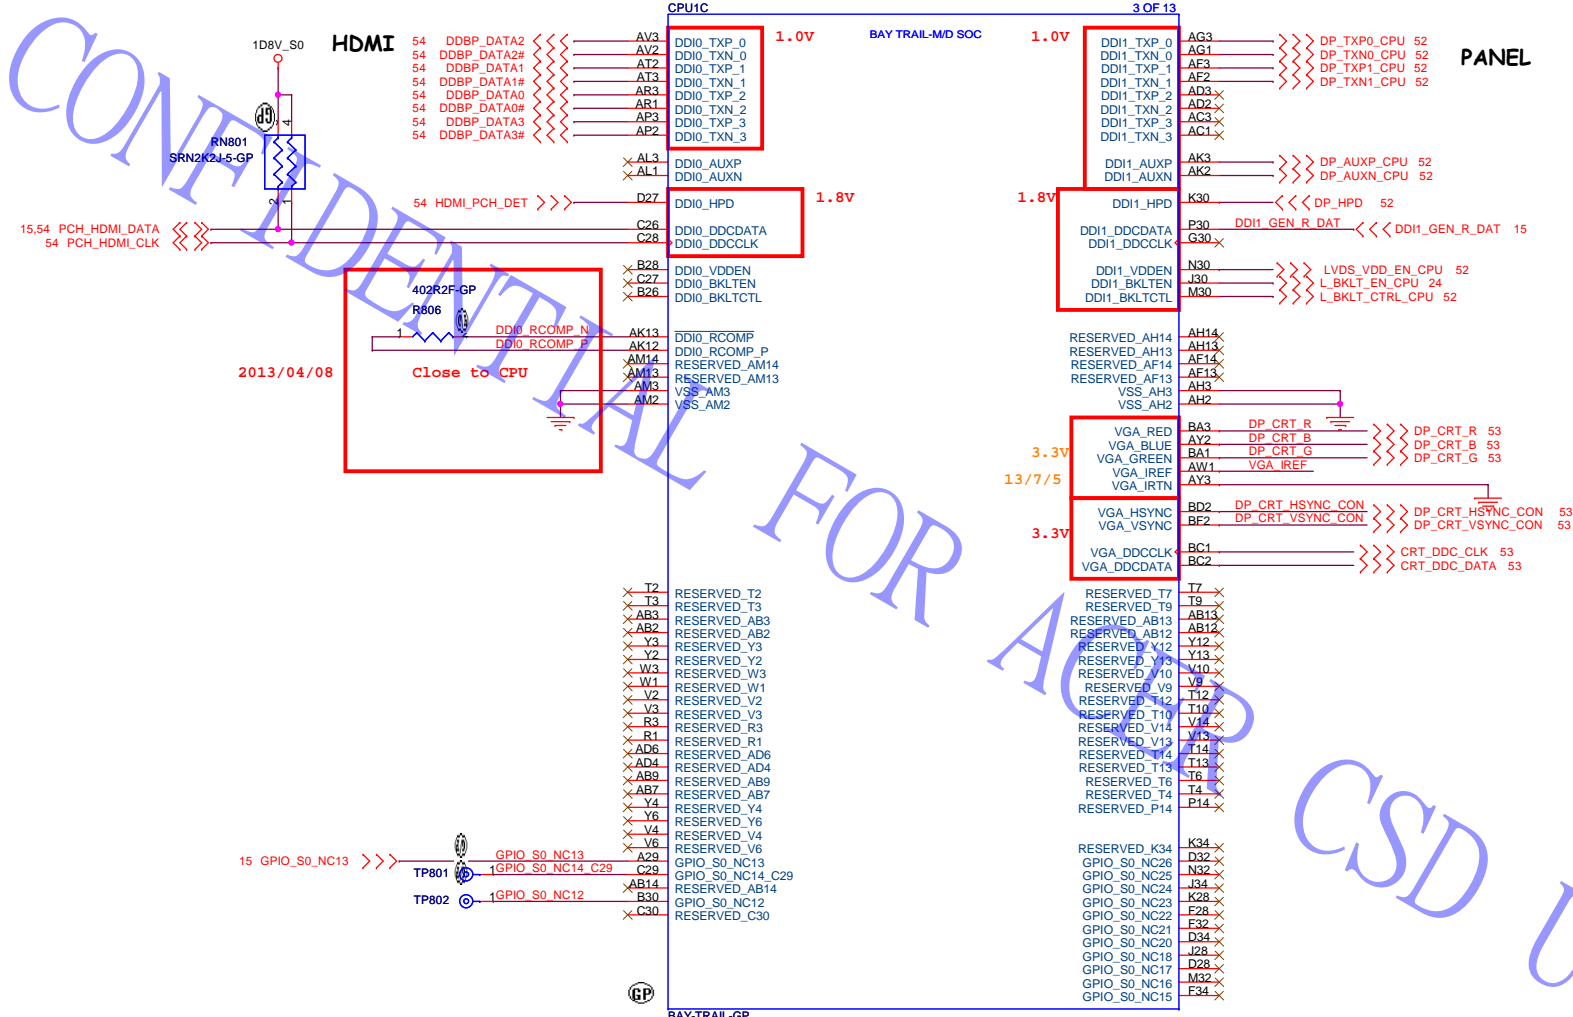 CPU1C
3 OF 13
BAY TRAIL-M/D SOC
HDMI
PANEL
1D8V_S0
1.0V
1.0V
54 DDBP_DATA2 AV3 DDI0_TXP_0
54 DDBP_DATA2# AV2 DDI0_TXN_0
54 DDBP_DATA1 AT2 DDI0_TXP_1
54 DDBP_DATA1# AT3 DDI0_TXN_1
54 DDBP_DATA0 AR3 DDI0_TXP_2
54 DDBP_DATA0# AR1 DDI0_TXN_2
54 DDBP_DATA3 AP3 DDI0_TXP_3
54 DDBP_DATA3# AP2 DDI0_TXN_3
AL3 DDI0_AUXP
AL1 DDI0_AUXN
RN801
SRN2K2J-5-GP
4
2
1
1.8V
54 HDMI_PCH_DET D27 DDI0_HPD
15,54 PCH_HDMI_DATA C26 DDI0_DDCDATA
54 PCH_HDMI_CLK C28 DDI0_DDCCLK
B28 DDI0_VDDEN
C27 DDI0_BKLTEN
B26 DDI0_BKLTCTL
402R2F-GP
R806
1 DDI0_RCOMP_N AK13 DDI0_RCOMP
DDI0_RCOMP_P AK12 DDI0_RCOMP_P
2013/04/08
Close to CPU
AM14 RESERVED_AM14
AM13 RESERVED_AM13
AM3 VSS_AM3
AM2 VSS_AM2
T2 RESERVED_T2
T3 RESERVED_T3
AB3 RESERVED_AB3
AB2 RESERVED_AB2
Y3 RESERVED_Y3
Y2 RESERVED_Y2
W3 RESERVED_W3
W1 RESERVED_W1
V2 RESERVED_V2
V3 RESERVED_V3
R3 RESERVED_R3
R1 RESERVED_R1
AD6 RESERVED_AD6
AD4 RESERVED_AD4
AB9 RESERVED_AB9
AB7 RESERVED_AB7
Y4 RESERVED_Y4
Y6 RESERVED_Y6
V4 RESERVED_V4
V6 RESERVED_V6
15 GPIO_S0_NC13 GPIO_S0_NC13 A29 GPIO_S0_NC13
TP801 1 GPIO_S0_NC14_C29 C29 GPIO_S0_NC14_C29
AB14 RESERVED_AB14
TP802 1 GPIO_S0_NC12 B30 GPIO_S0_NC12
C30 RESERVED_C30
DDI1_TXP_0 AG3 DP_TXP0_CPU 52
DDI1_TXN_0 AG1 DP_TXN0_CPU 52
DDI1_TXP_1 AF3 DP_TXP1_CPU 52
DDI1_TXN_1 AF2 DP_TXN1_CPU 52
DDI1_TXP_2 AD3
DDI1_TXN_2 AD2
DDI1_TXP_3 AC3
DDI1_TXN_3 AC1
DDI1_AUXP AK3 DP_AUXP_CPU 52
DDI1_AUXN AK2 DP_AUXN_CPU 52
1.8V
DDI1_HPD K30 DP_HPD 52
DDI1_DDCDATA P30 DDI1_GEN_R_DAT DDI1_GEN_R_DAT 15
DDI1_DDCCLK G30
DDI1_VDDEN N30 LVDS_VDD_EN_CPU 52
DDI1_BKLTEN J30 L_BKLT_EN_CPU 24
DDI1_BKLTCTL M30 L_BKLT_CTRL_CPU 52
RESERVED_AH14 AH14
RESERVED_AH13 AH13
RESERVED_AF14 AF14
RESERVED_AF13 AF13
VSS_AH3 AH3
VSS_AH2 AH2
3.3V
13/7/5
VGA_RED BA3 DP_CRT_R DP_CRT_R 53
VGA_BLUE AY2 DP_CRT_B DP_CRT_B 53
VGA_GREEN BA1 DP_CRT_G DP_CRT_G 53
VGA_IREF AW1 VGA_IREF
VGA_IRTN AY3
3.3V
VGA_HSYNC BD2 DP_CRT_HSYNC_CON DP_CRT_HSYNC_CON 53
VGA_VSYNC BF2 DP_CRT_VSYNC_CON DP_CRT_VSYNC_CON 53
VGA_DDCCLK BC1 CRT_DDC_CLK 53
VGA_DDCDATA BC2 CRT_DDC_DATA 53
RESERVED_T7 T7
RESERVED_T9 T9
RESERVED_AB13 AB13
RESERVED_AB12 AB12
RESERVED_Y12 Y12
RESERVED_Y13 Y13
RESERVED_V10 V10
RESERVED_V9 V9
RESERVED_T12 T12
RESERVED_T10 T10
RESERVED_V14 V14
RESERVED_V13 V13
RESERVED_T14 T14
RESERVED_T13 T13
RESERVED_T6 T6
RESERVED_T4 T4
RESERVED_P14 P14
RESERVED_K34 K34
GPIO_S0_NC26 D32
GPIO_S0_NC25 N32
GPIO_S0_NC24 J34
GPIO_S0_NC23 K28
GPIO_S0_NC22 F28
GPIO_S0_NC21 F32
GPIO_S0_NC20 D34
GPIO_S0_NC18 J28
GPIO_S0_NC17 D28
GPIO_S0_NC16 M32
GPIO_S0_NC15 F34
GP
BAY-TRAIL-GP
CONFIDENTIAL FOR ACER CSD U